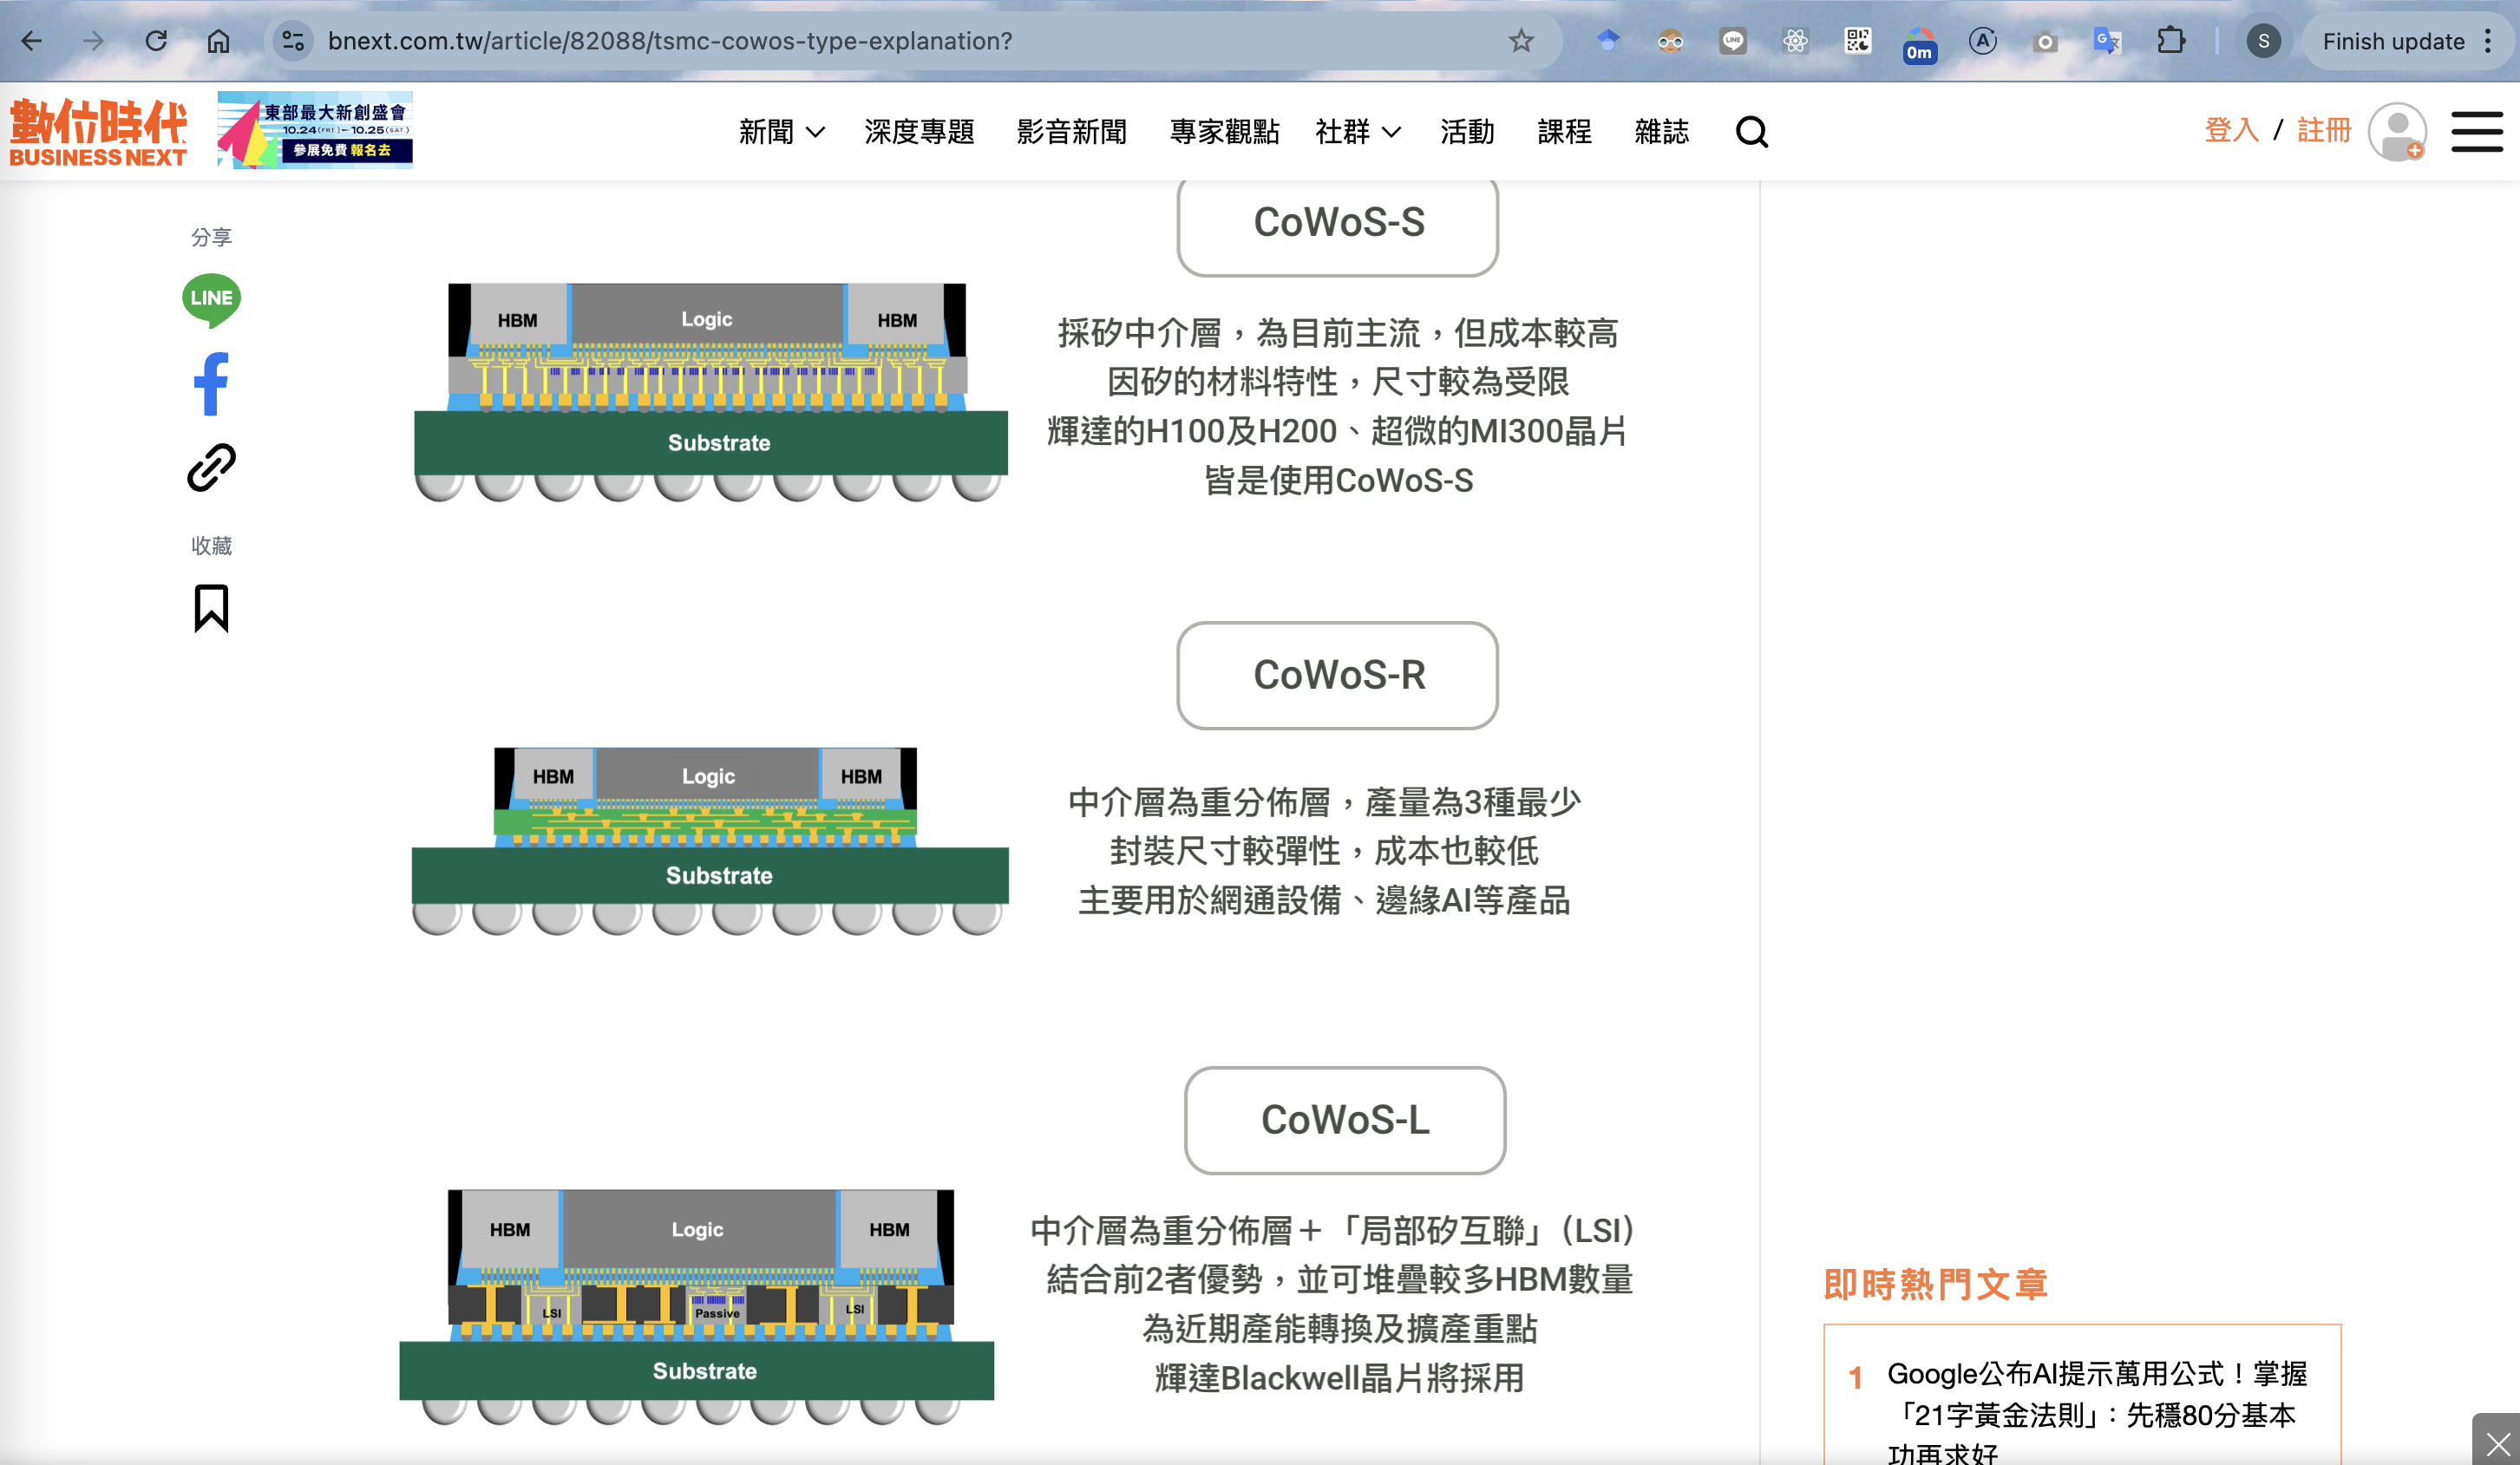 bnext.com.tw/article/82088/tsmc-cowos-type-explanation?
0m
S
Finish update
數位時代
BUSINESS NEXT
東部最大新創盛會
10.24(FRI.)—10.25(SAT.)
參展免費 報名去
新聞 深度專題 影音新聞 專家觀點 社群 活動 課程 雜誌
登入 / 註冊
分享
LINE
收藏
CoWoS-S
HBM Logic HBM
Substrate
採矽中介層，為目前主流，但成本較高
因矽的材料特性，尺寸較為受限
輝達的H100及H200、超微的MI300晶片
皆是使用CoWoS-S
CoWoS-R
HBM Logic HBM
Substrate
中介層為重分佈層，產量為3種最少
封裝尺寸較彈性，成本也較低
主要用於網通設備、邊緣AI等產品
CoWoS-L
HBM Logic HBM
LSI Passive LSI
Substrate
中介層為重分佈層＋「局部矽互聯」（LSI）
結合前2者優勢，並可堆疊較多HBM數量
為近期產能轉換及擴產重點
輝達Blackwell晶片將採用
即時熱門文章
1 Google公布AI提示萬用公式！掌握
「21字黃金法則」：先穩80分基本
功再求好